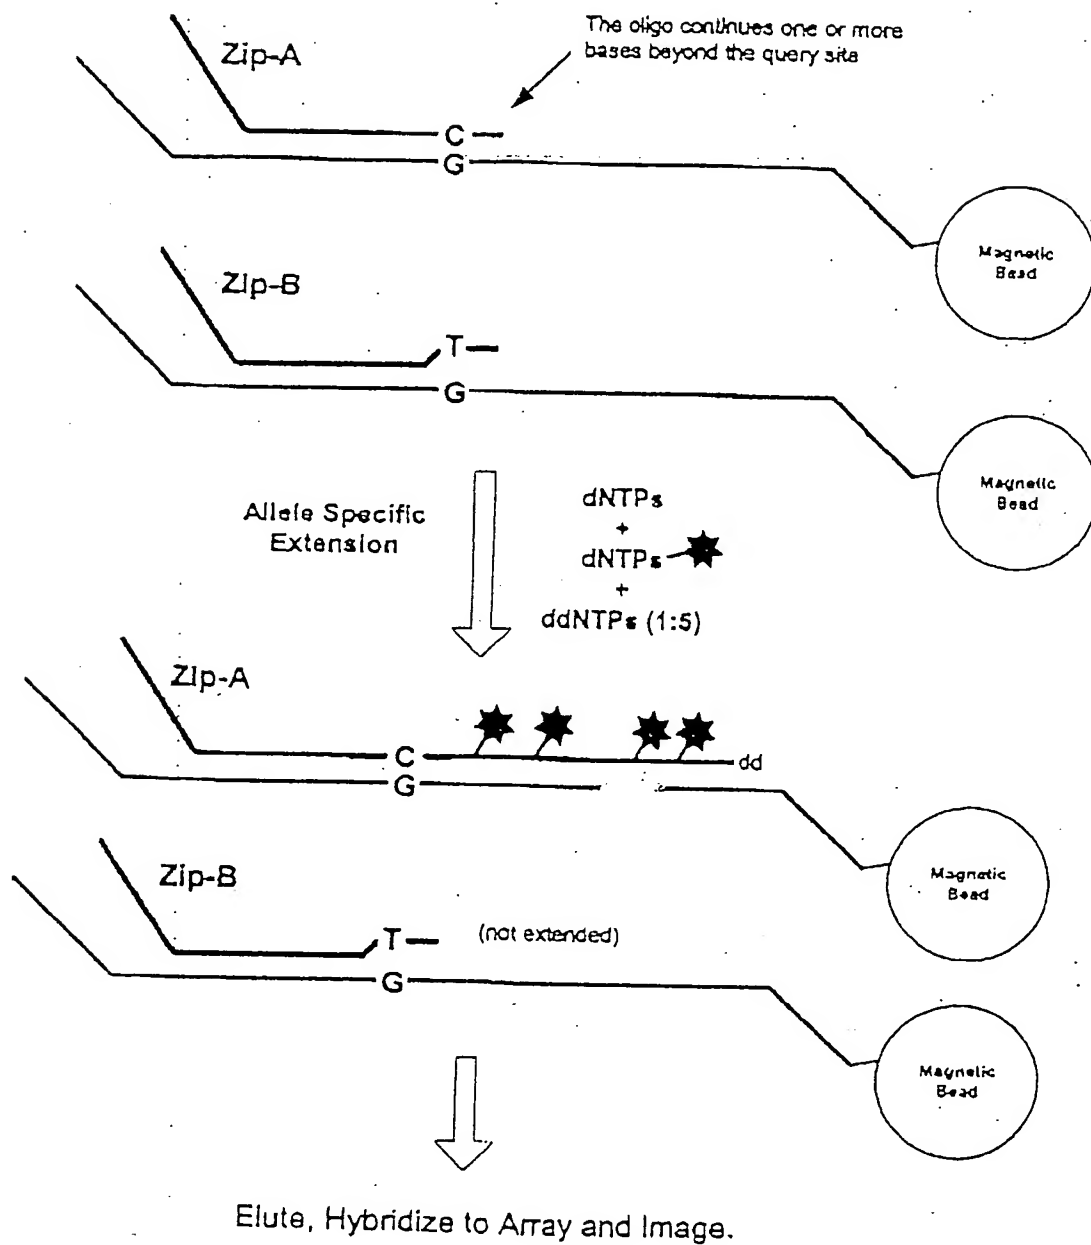 The oligo continues one or more
bases beyond the query site
Zip-A
C
G
Magnetic
Bead
Zip-B
T
G
Magnetic
Bead
Allele Specific
Extension
dNTPs
+
dNTPs
+
ddNTPs (1:5)
Zip-A
C
dd
G
Magnetic
Bead
Zip-B
T
(not extended)
G
Magnetic
Bead
Elute, Hybridize to Array and Image.